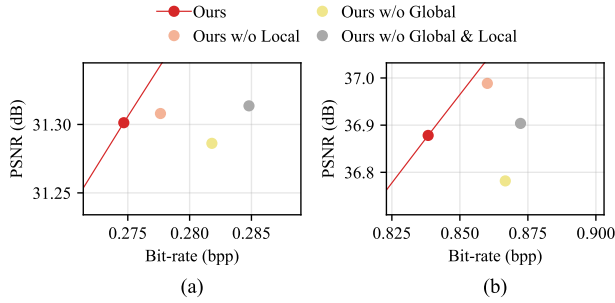 Ours
Ours w/o Global
Ours w/o Local
Ours w/o Global & Local
PSNR (dB)
31.30
31.25
0.275
0.280
0.285
Bit-rate (bpp)
(a)
PSNR (dB)
37.0
36.9
36.8
0.825
0.850
0.875
0.900
Bit-rate (bpp)
(b)